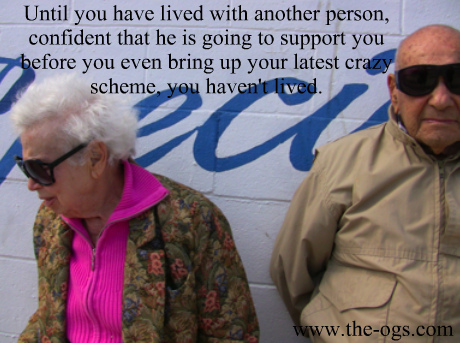 Until you have lived with another person,
confident that he is going to support you
before you even bring up your latest crazy
scheme, you haven't lived.
eci
www.the-ogs.com